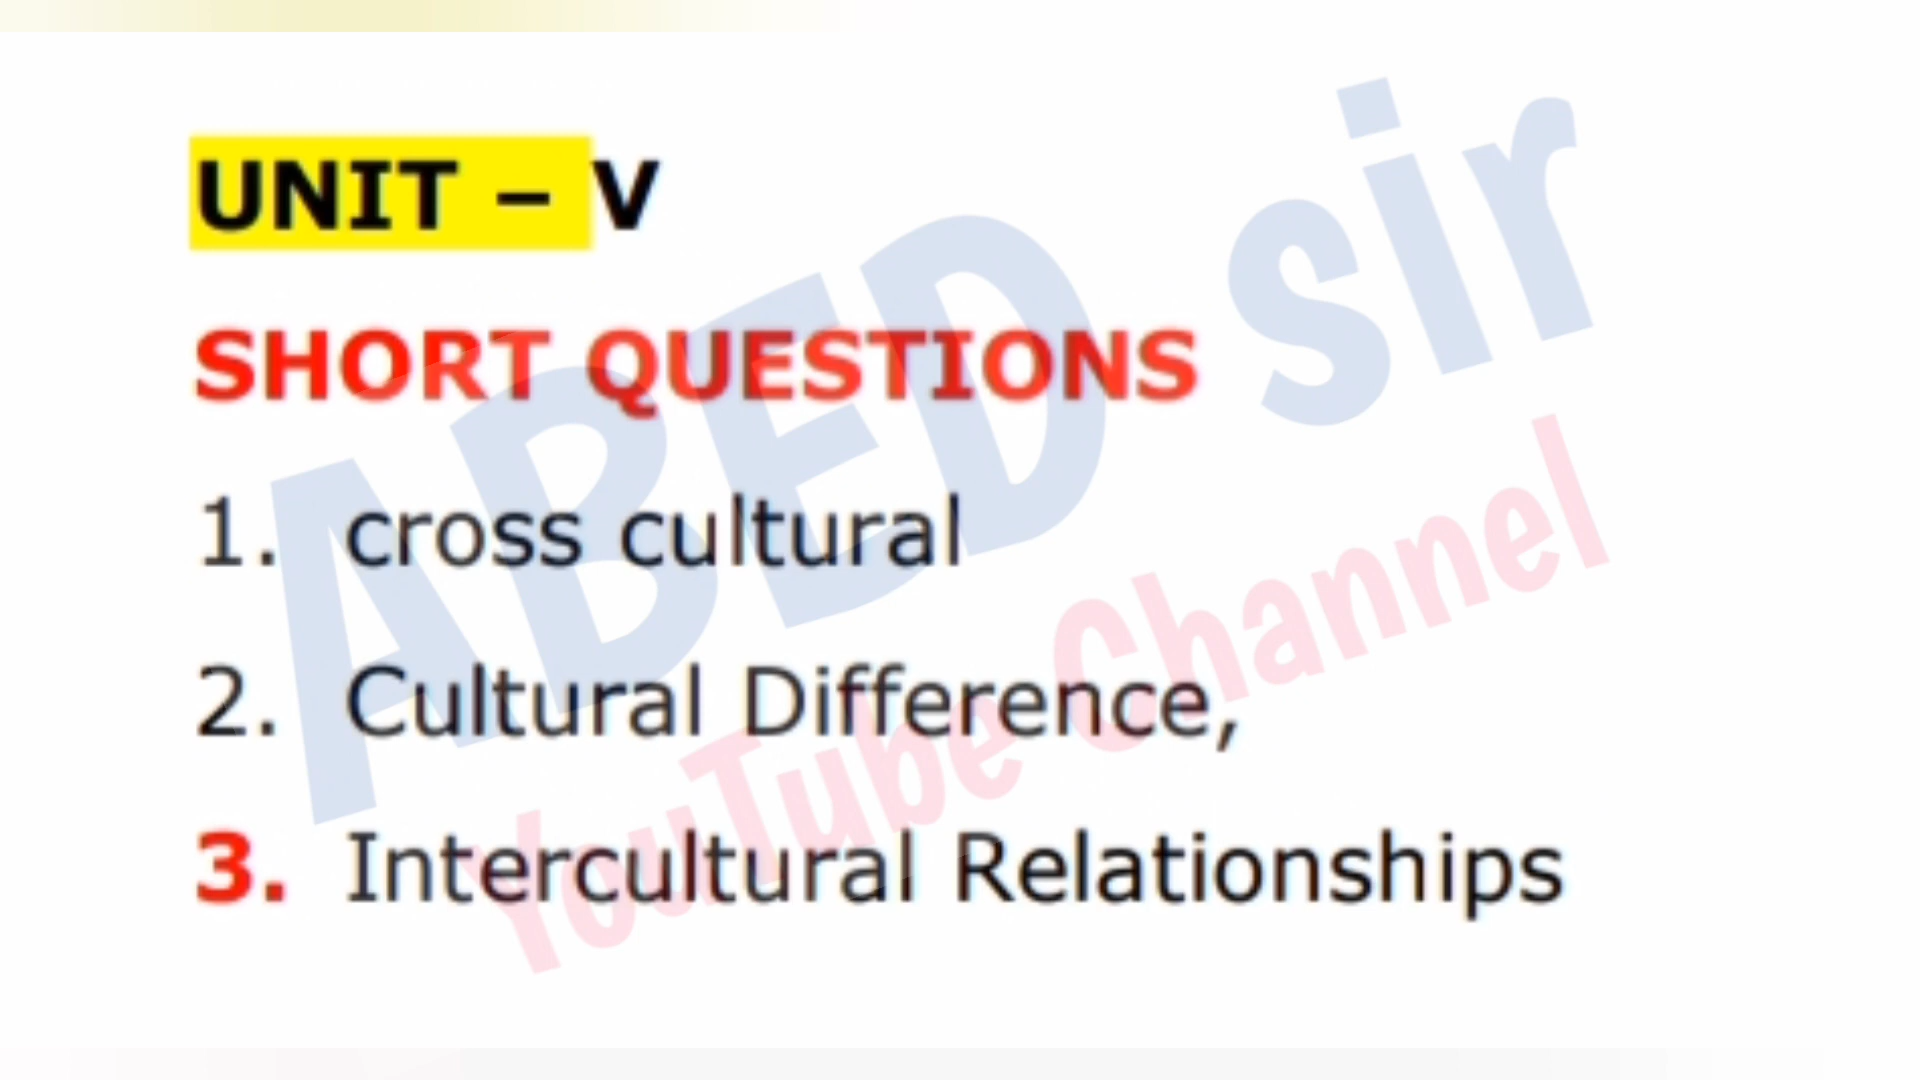 UNIT – V
SHORT QUESTIONS
1. cross cultural
2. Cultural Difference,
3. Intercultural Relationships
ABED sir
YouTube Channel